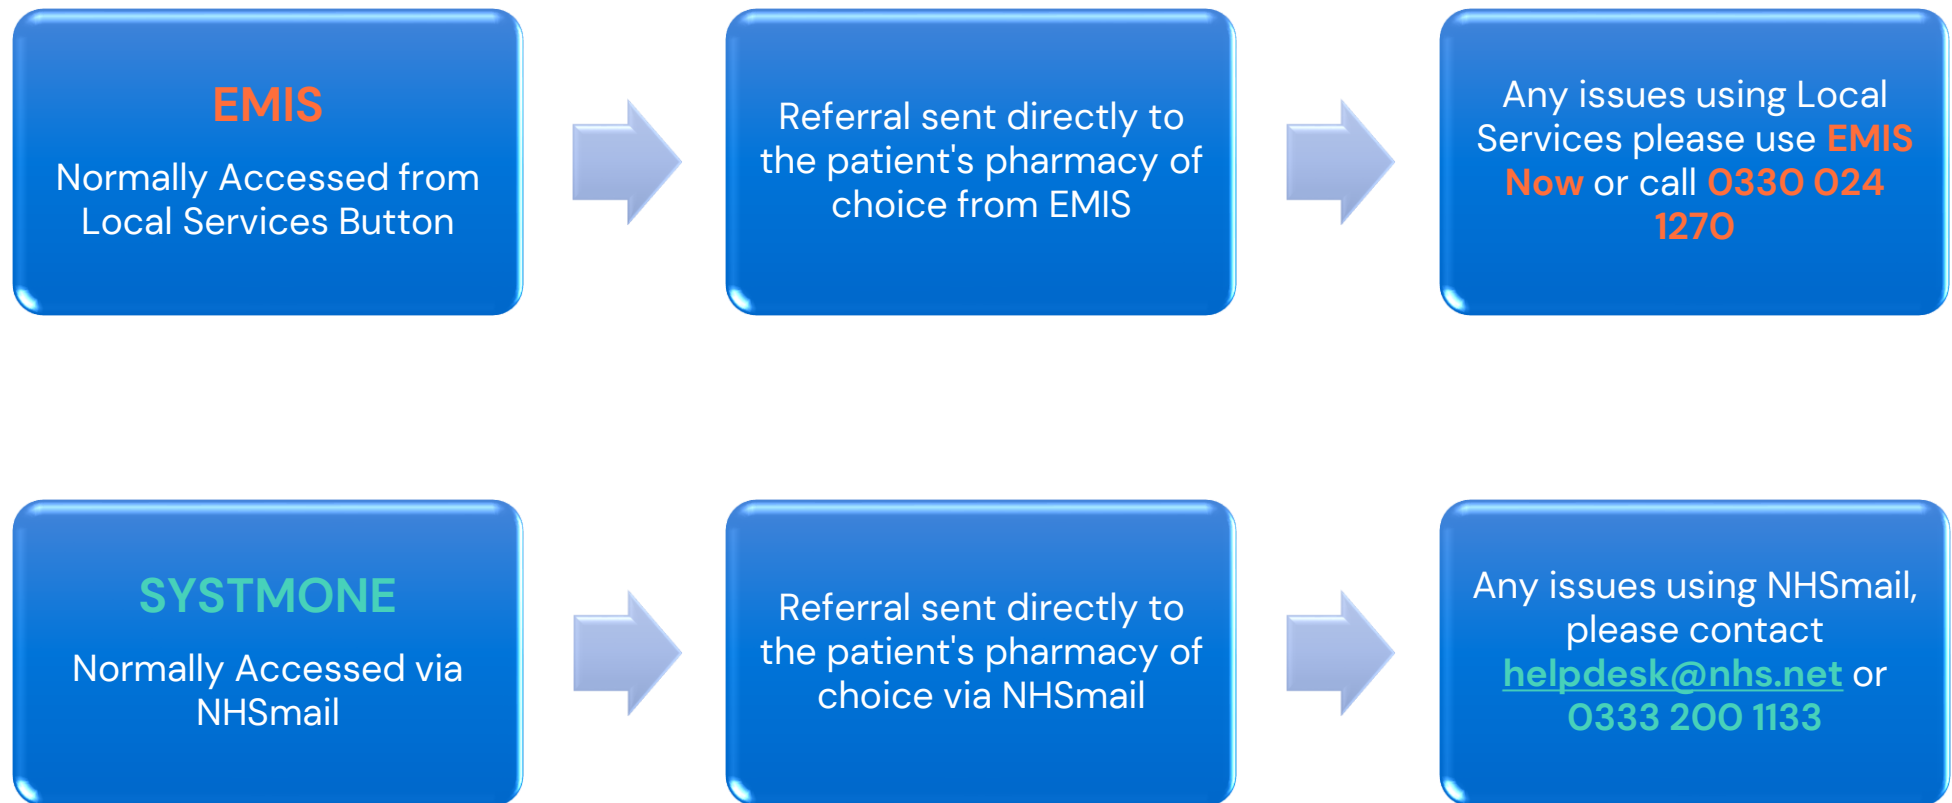 EMIS
Normally Accessed from
Local Services Button
Referral sent directly to
the patient's pharmacy of
choice from EMIS
Any issues using Local
Services please use EMIS
Now or call 0330 024
1270
SYSTMONE
Normally Accessed via
NHSmail
Referral sent directly to
the patient's pharmacy of
choice via NHSmail
Any issues using NHSmail,
please contact
helpdesk@nhs.net or
0333 200 1133